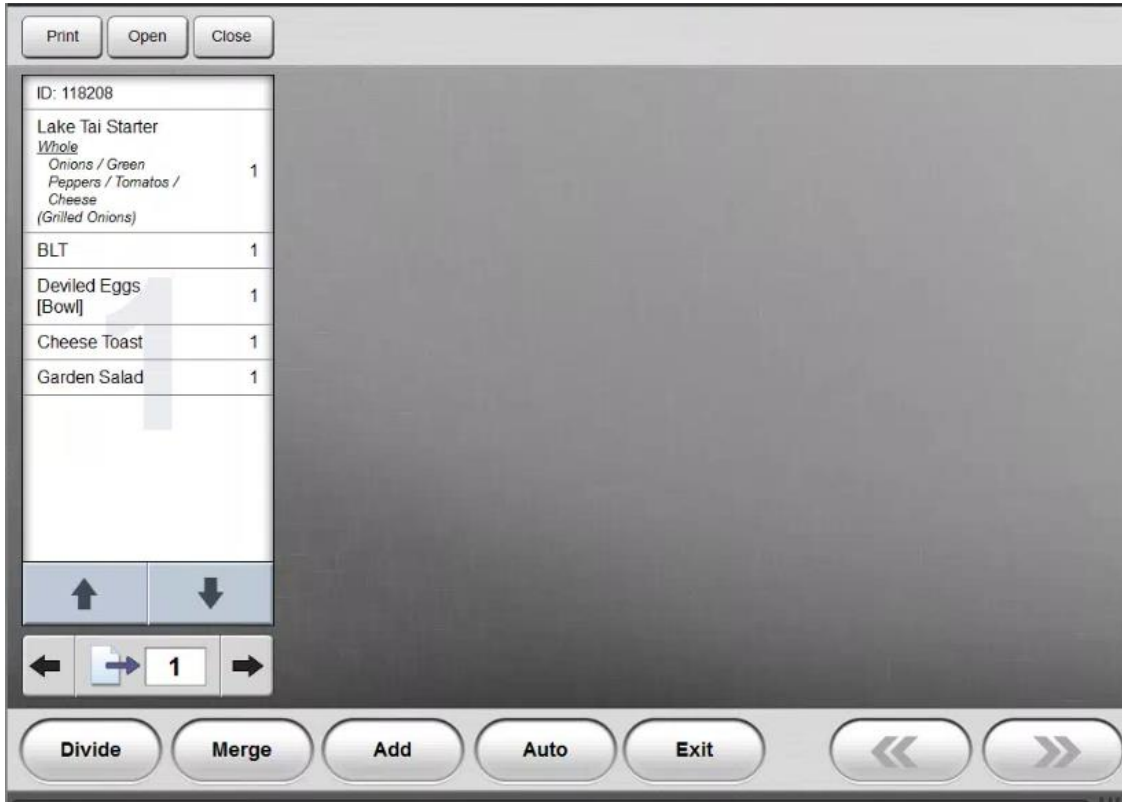 Print Open Close
ID: 118208
Lake Tai Starter
Whole
Onions / Green
Peppers / Tomatos /
Cheese
(Grilled Onions)
1
BLT 1
Deviled Eggs
[Bowl]
1
Cheese Toast 1
Garden Salad 1
1
1
Divide Merge Add Auto Exit